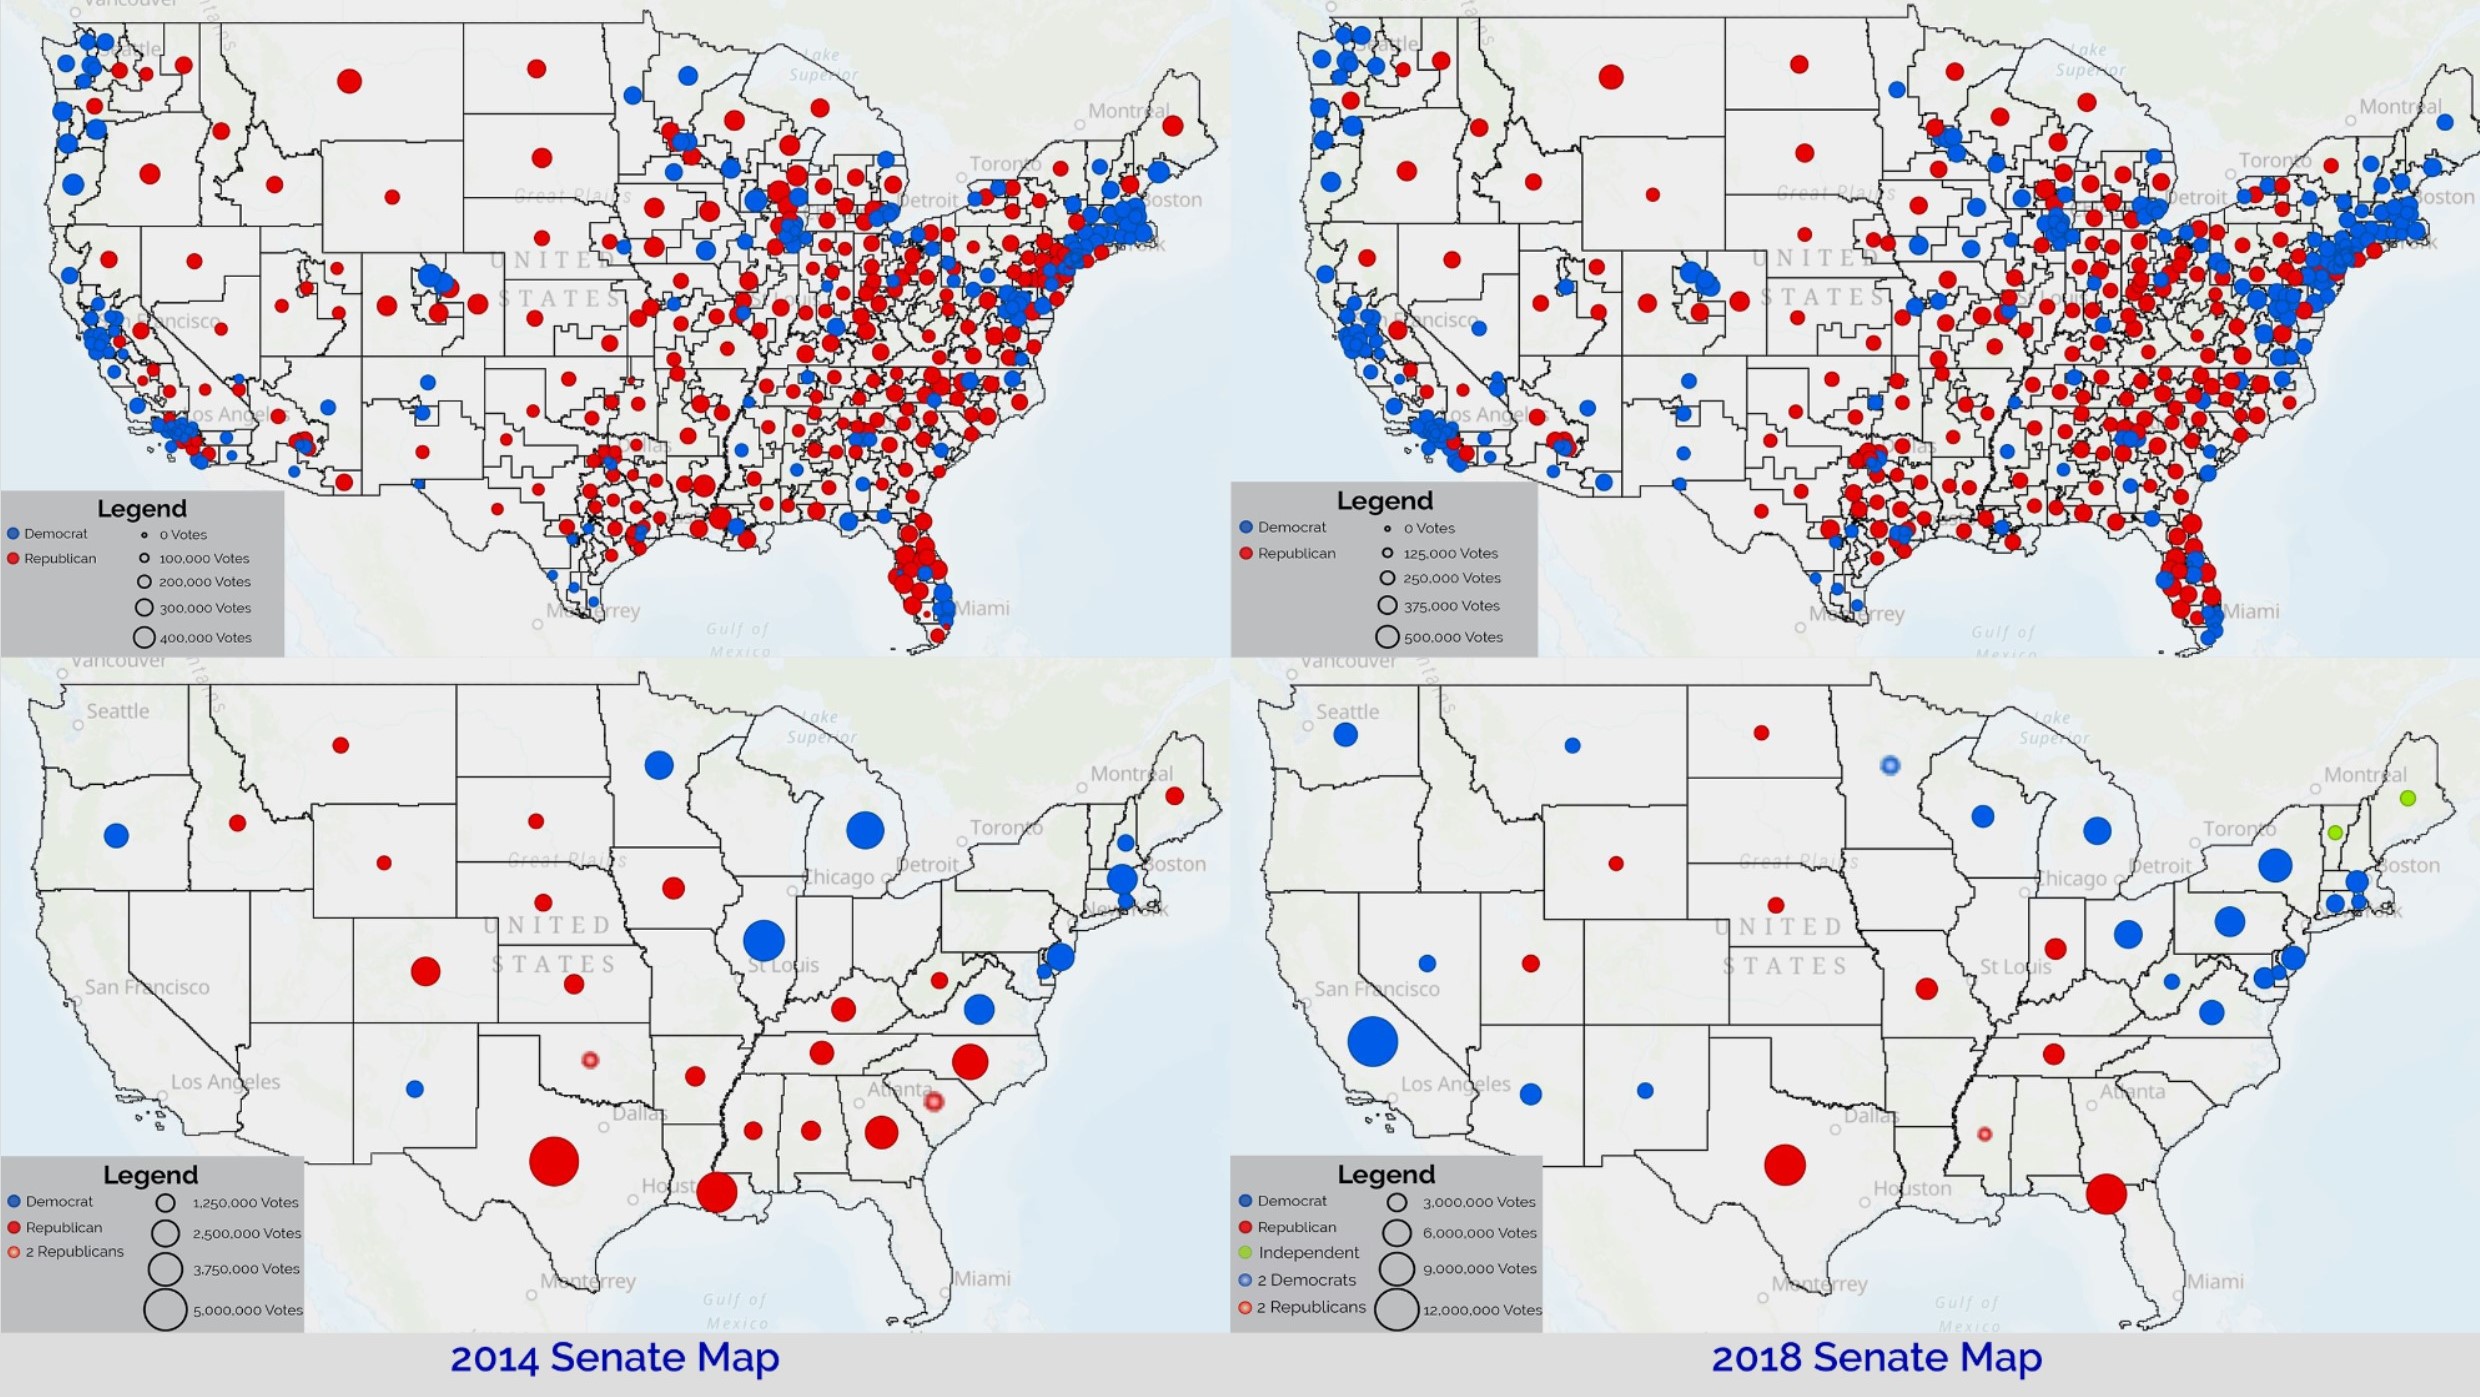 Vancouver
Seattle
Lake
Superior
Montreal
Toronto
Great Plains
Detroit
Boston
UNITED
STATES
St Louis
San Francisco
Los Angeles
Dallas
Miami
Monterrey
Gulf of
Mexico
Legend
Democrat
Republican
0 Votes
100,000 Votes
200,000 Votes
300,000 Votes
400,000 Votes
Seattle
Lake
Superior
Montreal
Toronto
Great Plains
Detroit
Boston
UNITED
STATES
St Louis
San Francisco
Los Angeles
Dallas
Miami
Monterrey
Gulf of
Mexico
Legend
Democrat
Republican
0 Votes
125,000 Votes
250,000 Votes
375,000 Votes
500,000 Votes
Vancouver
Seattle
Lake
Superior
Montreal
Toronto
Great Plains
Chicago
Detroit
Boston
New York
UNITED
STATES
St Louis
San Francisco
Los Angeles
Atlanta
Dallas
Houst
Miami
Monterrey
Gulf of
Mexico
Legend
Democrat
Republican
2 Republicans
1,250,000 Votes
2,500,000 Votes
3,750,000 Votes
5,000,000 Votes
2014 Senate Map
Vancouver
Seattle
Lake
Superior
Montreal
Toronto
Great Plains
Chicago
Detroit
Boston
UNITED
STATES
St Louis
San Francisco
Los Angeles
Atlanta
Dallas
Houston
Miami
Monterrey
Gulf of
Mexico
Legend
Democrat
Republican
Independent
2 Democrats
2 Republicans
3,000,000 Votes
6,000,000 Votes
9,000,000 Votes
12,000,000 Votes
2018 Senate Map